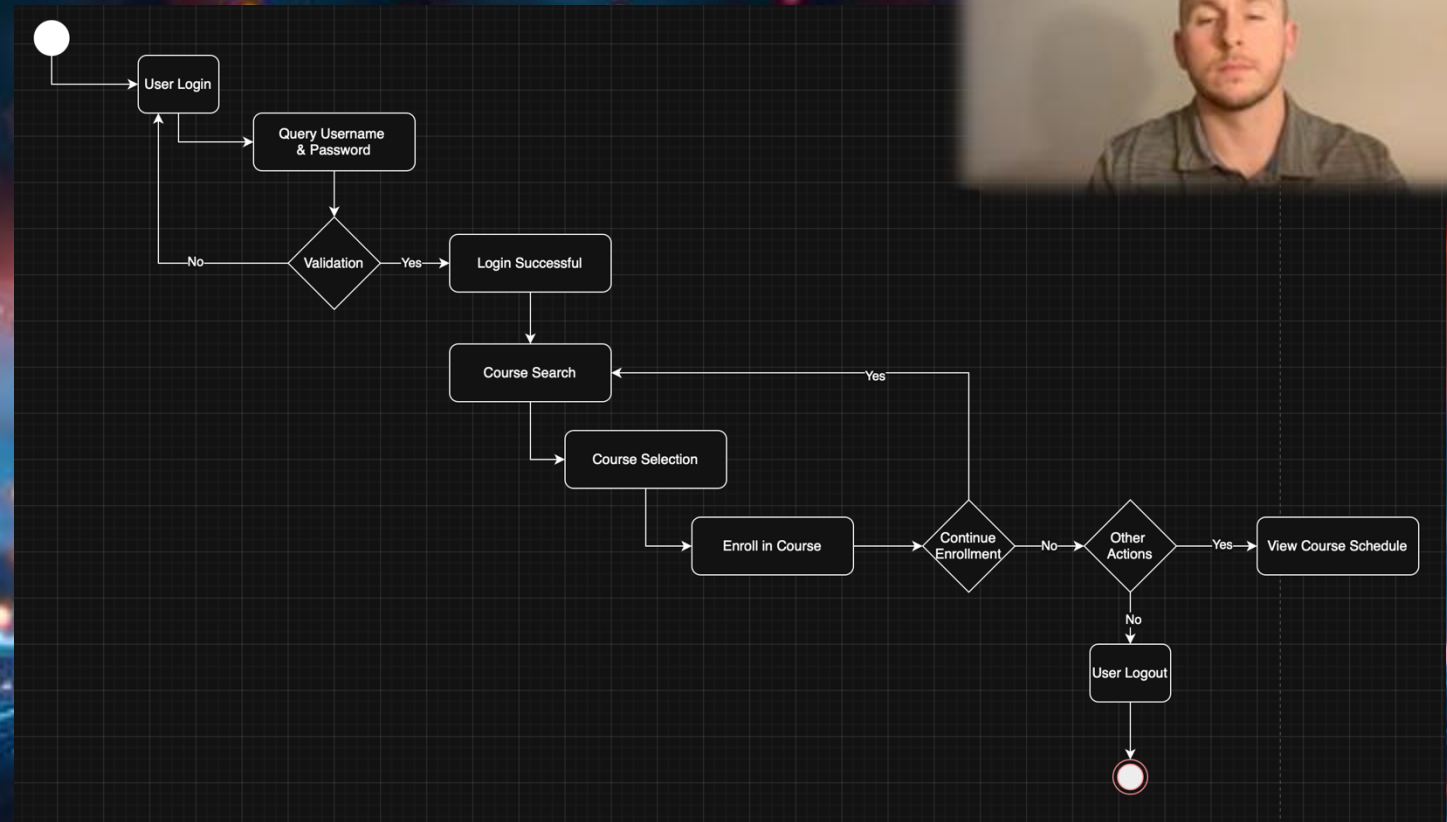 User Login
Query Username
& Password
Validation
No
Yes
Login Successful
Course Search
Yes
Course Selection
Enroll in Course
Continue
Enrollment
No
Other
Actions
Yes
View Course Schedule
No
User Logout